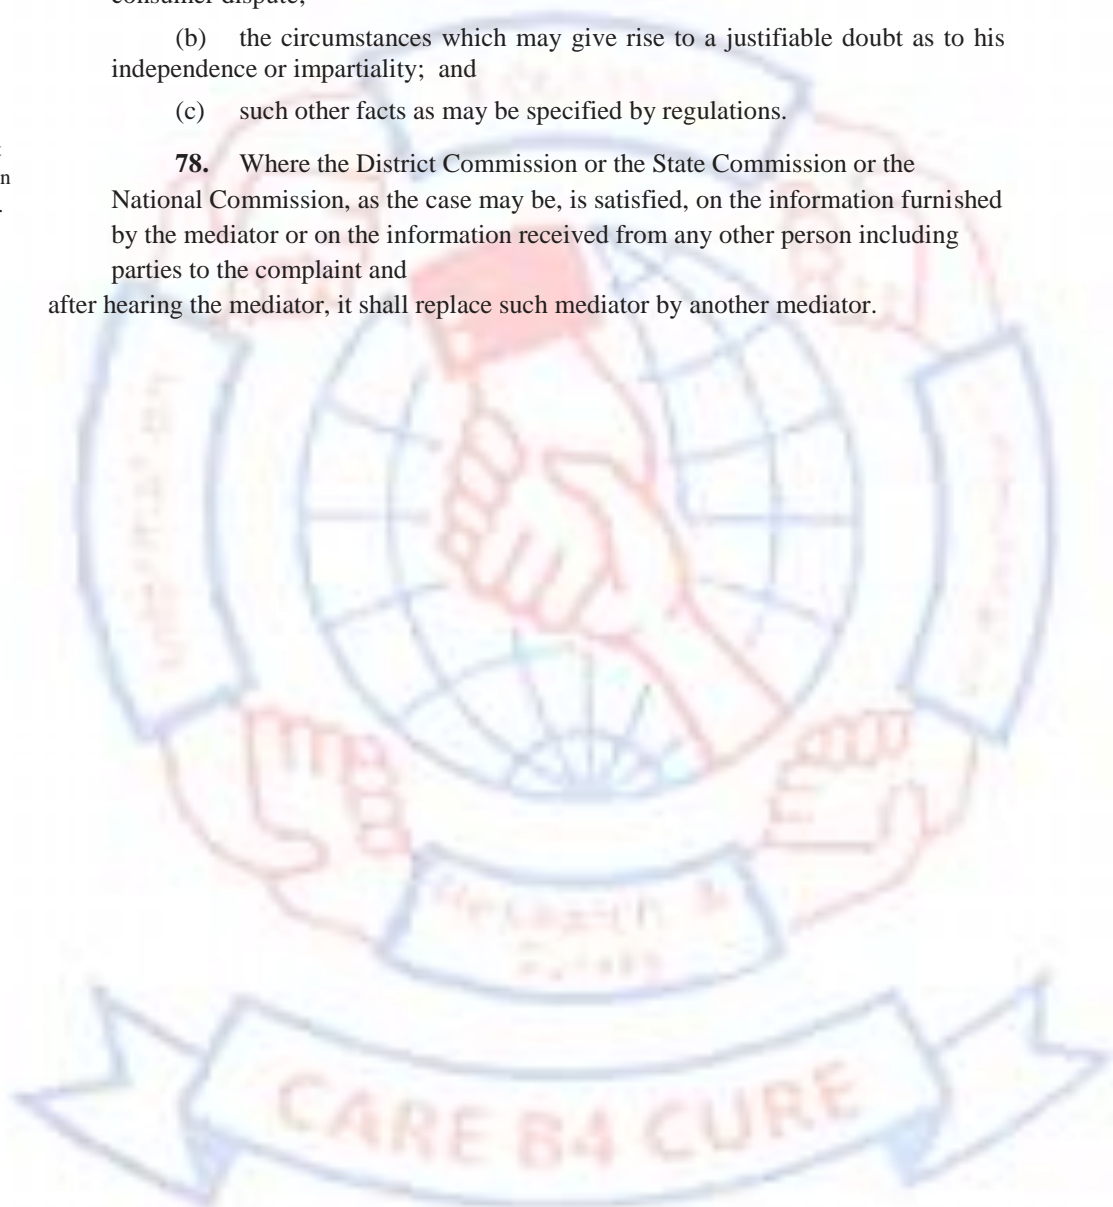 consumer dispute;
(b) the circumstances which may give rise to a justifiable doubt as to his
independence or impartiality; and
(c) such other facts as may be specified by regulations.
n
78. Where the District Commission or the State Commission or the
National Commission, as the case may be, is satisfied, on the information furnished
by the mediator or on the information received from any other person including
parties to the complaint and
after hearing the mediator, it shall replace such mediator by another mediator.
Research &
CARE B4 CURE